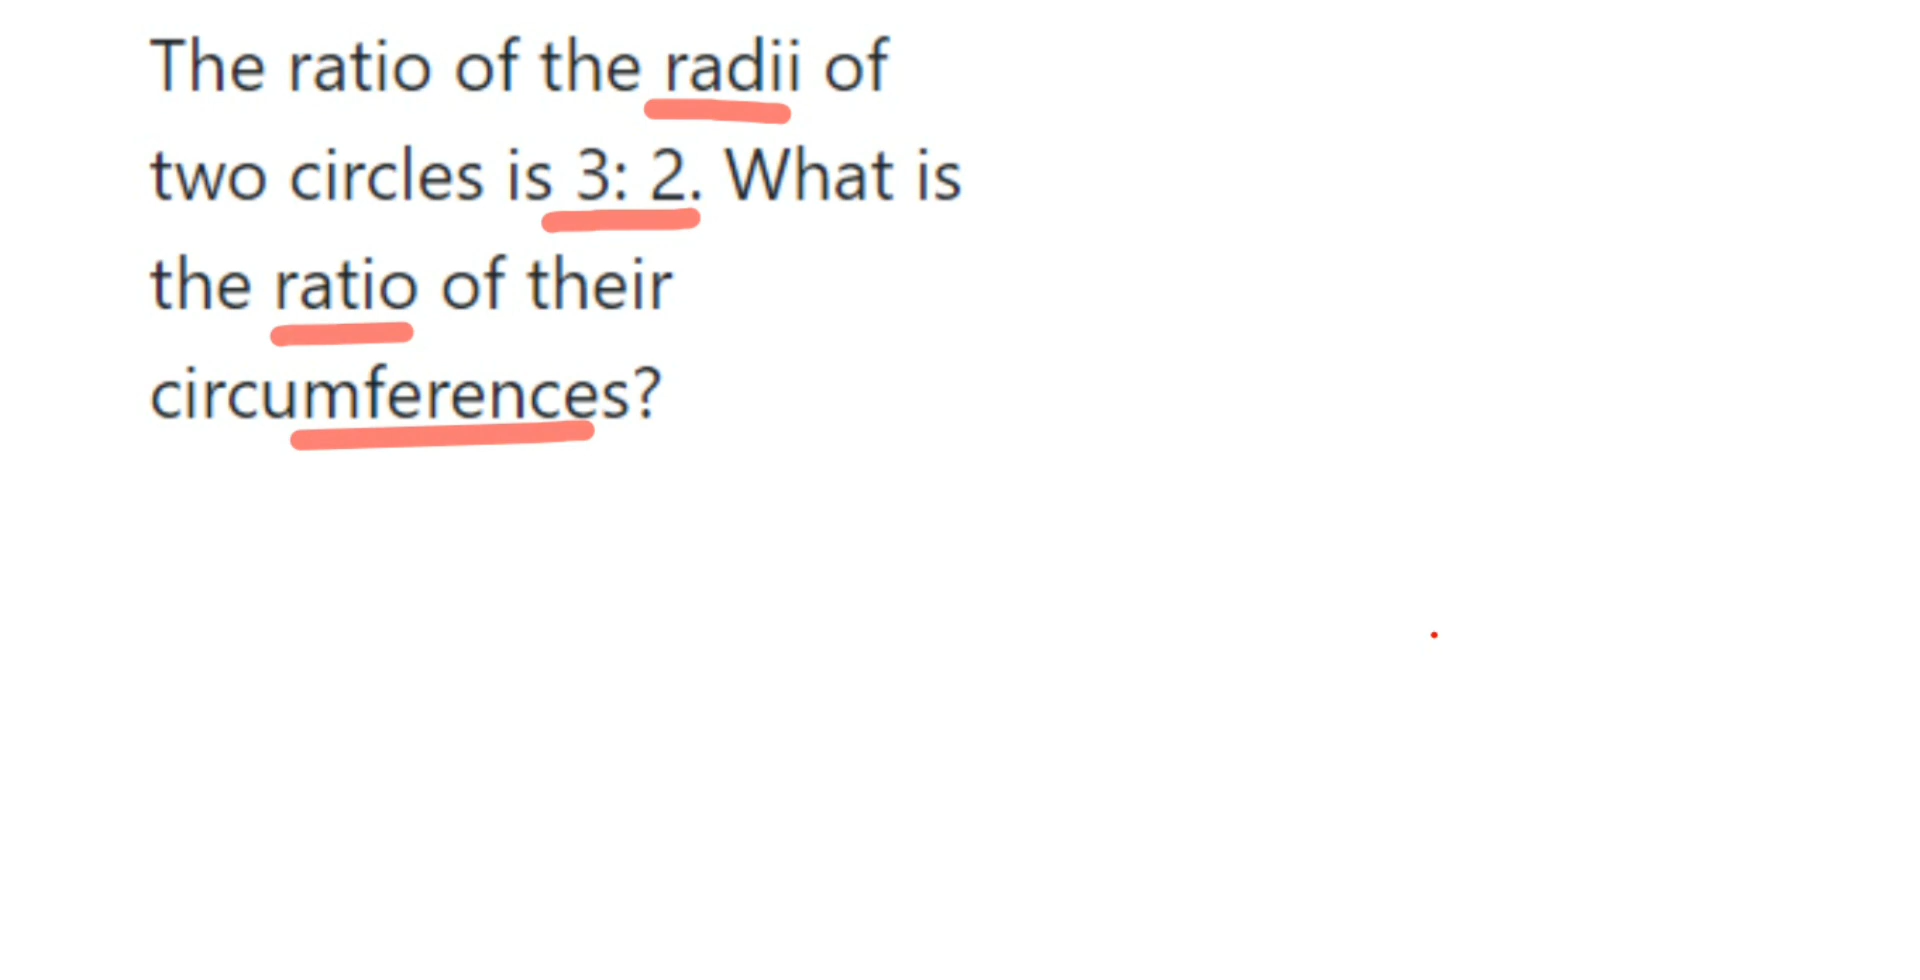 The ratio of the radii of
two circles is 3: 2. What is
the ratio of their
circumferences?